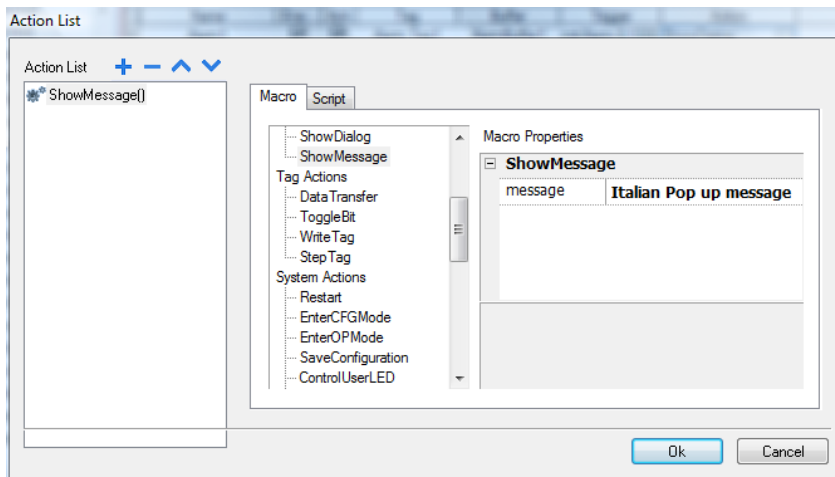 Action List
Action List
ShowMessage()
Macro
Script
ShowDialog
ShowMessage
Tag Actions
DataTransfer
ToggleBit
WriteTag
StepTag
System Actions
Restart
EnterCFGMode
EnterOPMode
SaveConfiguration
ControlUserLED
Macro Properties
ShowMessage
message Italian Pop up message
Ok
Cancel